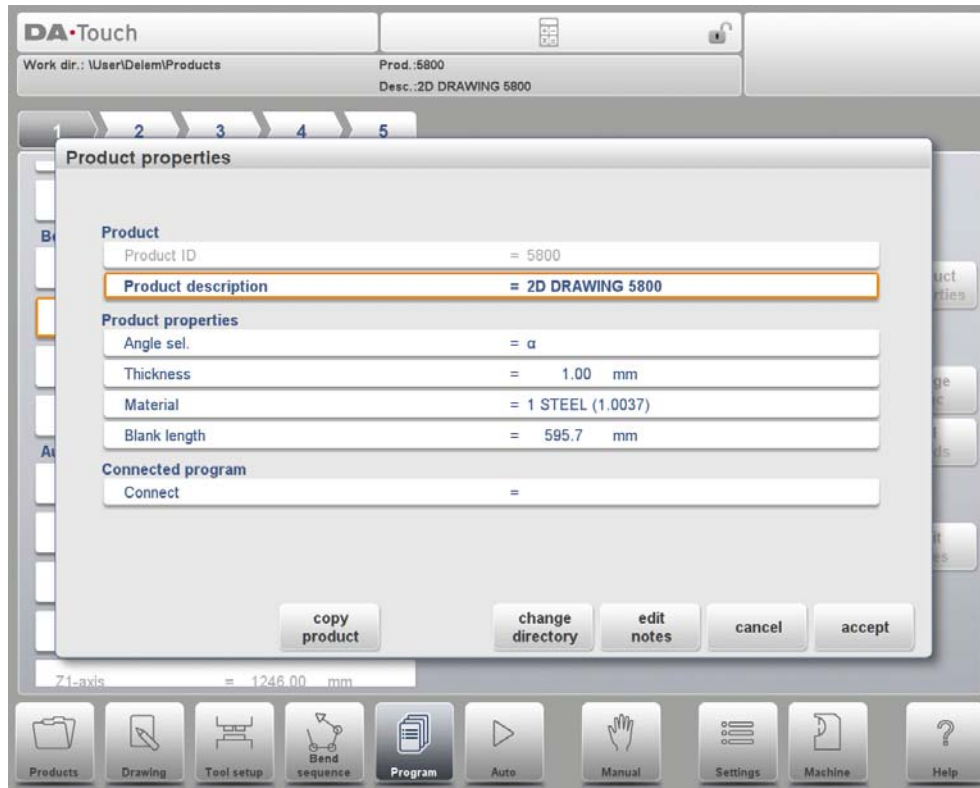 DA·Touch
Work dir.: \User\Delem\Products
Prod.:5800
Desc.:2D DRAWING 5800
1 2 3 4 5
Product properties
Product
Product ID = 5800
Product description = 2D DRAWING 5800
Product properties
Angle sel. = α
Thickness = 1.00 mm
Material = 1 STEEL (1.0037)
Blank length = 595.7 mm
Connected program
Connect =
copy product
change directory
edit notes
cancel
accept
Z1-axis = 1246.00 mm
Products
Drawing
Tool setup
Bend sequence
Program
Auto
Manual
Settings
Machine
Help